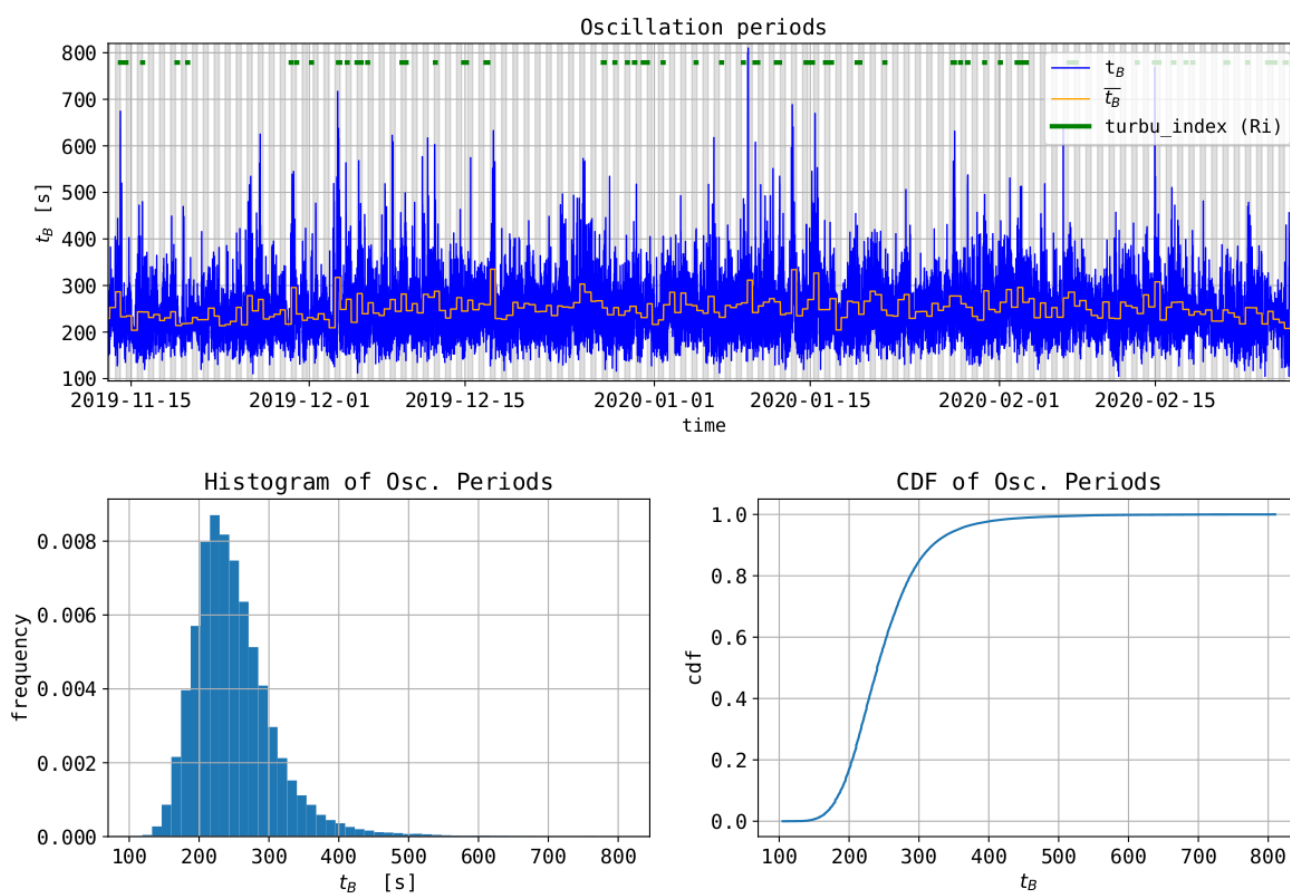 Oscillation periods
800
700
600
500
400
300
200
100
t_B [s]
t_B
t̅_B̅
turbu_index (Ri)
2019-11-15 2019-12-01 2019-12-15 2020-01-01 2020-01-15 2020-02-01 2020-02-15
time
Histogram of Osc. Periods
0.008
0.006
0.004
0.002
0.000
frequency
100 200 300 400 500 600 700 800
t_B [s]
CDF of Osc. Periods
1.0
0.8
0.6
0.4
0.2
0.0
cdf
100 200 300 400 500 600 700 800
t_B